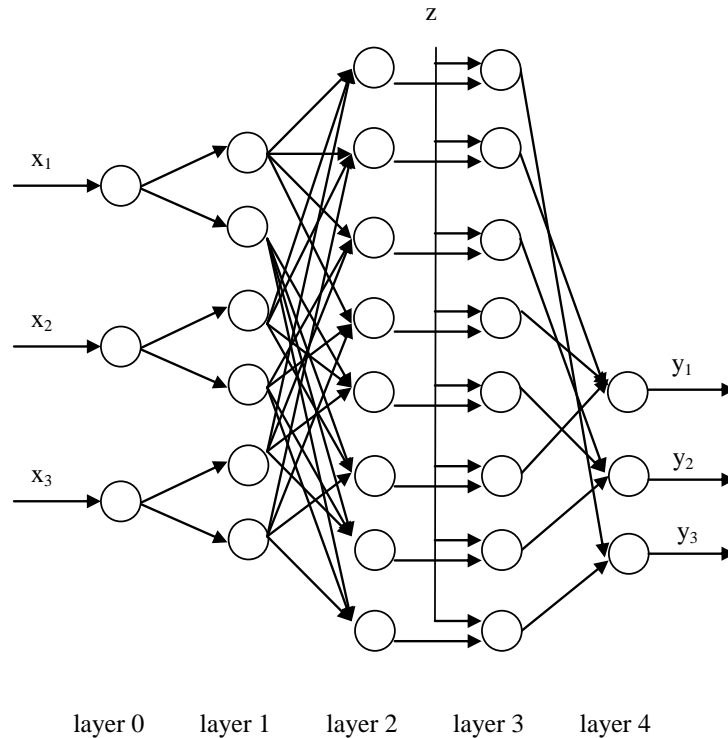 z
x₁
x₂
x₃
y₁
y₂
y₃
layer 0 layer 1 layer 2 layer 3 layer 4